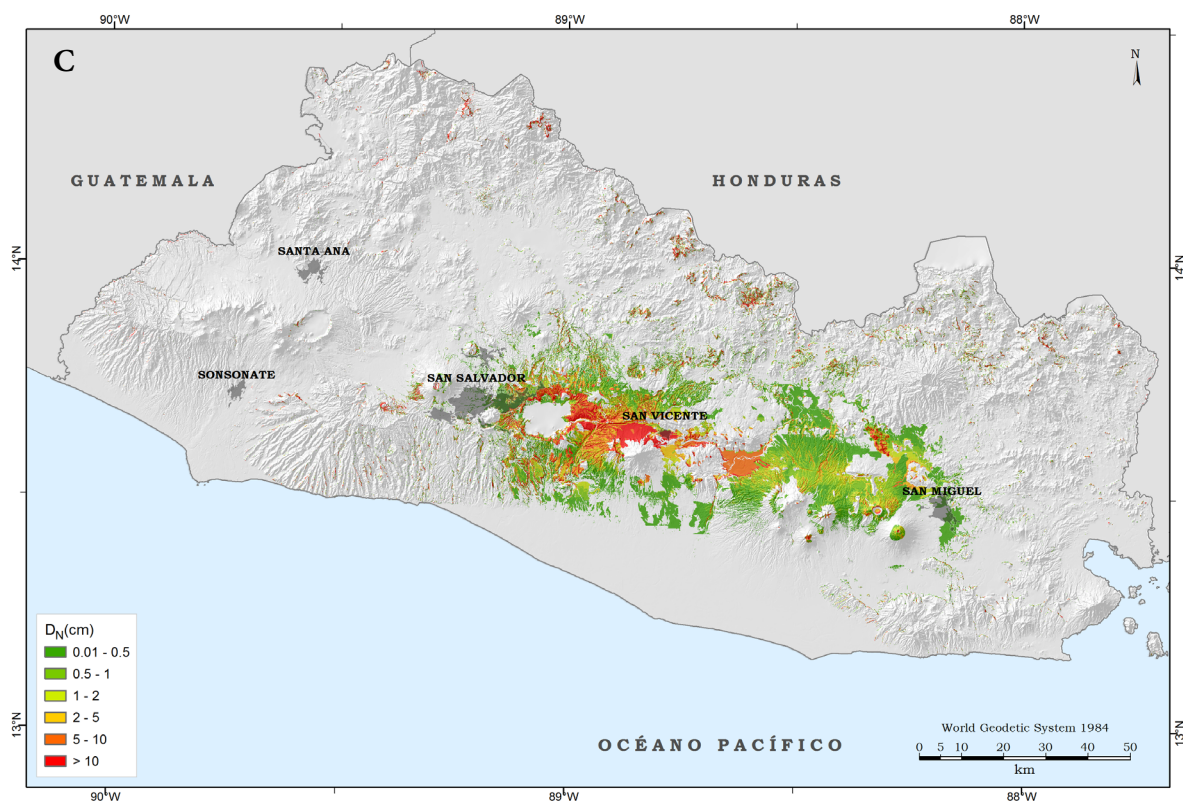 90°W 89°W 88°W
C
N
GUATEMALA HONDURAS
SANTA ANA
14°N 14°N
SONSONATE
SAN SALVADOR
SAN VICENTE
SAN MIGUEL
D_N(cm)
0.01 - 0.5
0.5 - 1
1 - 2
2 - 5
5 - 10
> 10
13°N 13°N
World Geodetic System 1984
OCÉANO PACÍFICO
0 5 10 20 30 40 50
km
90°W 89°W 88°W